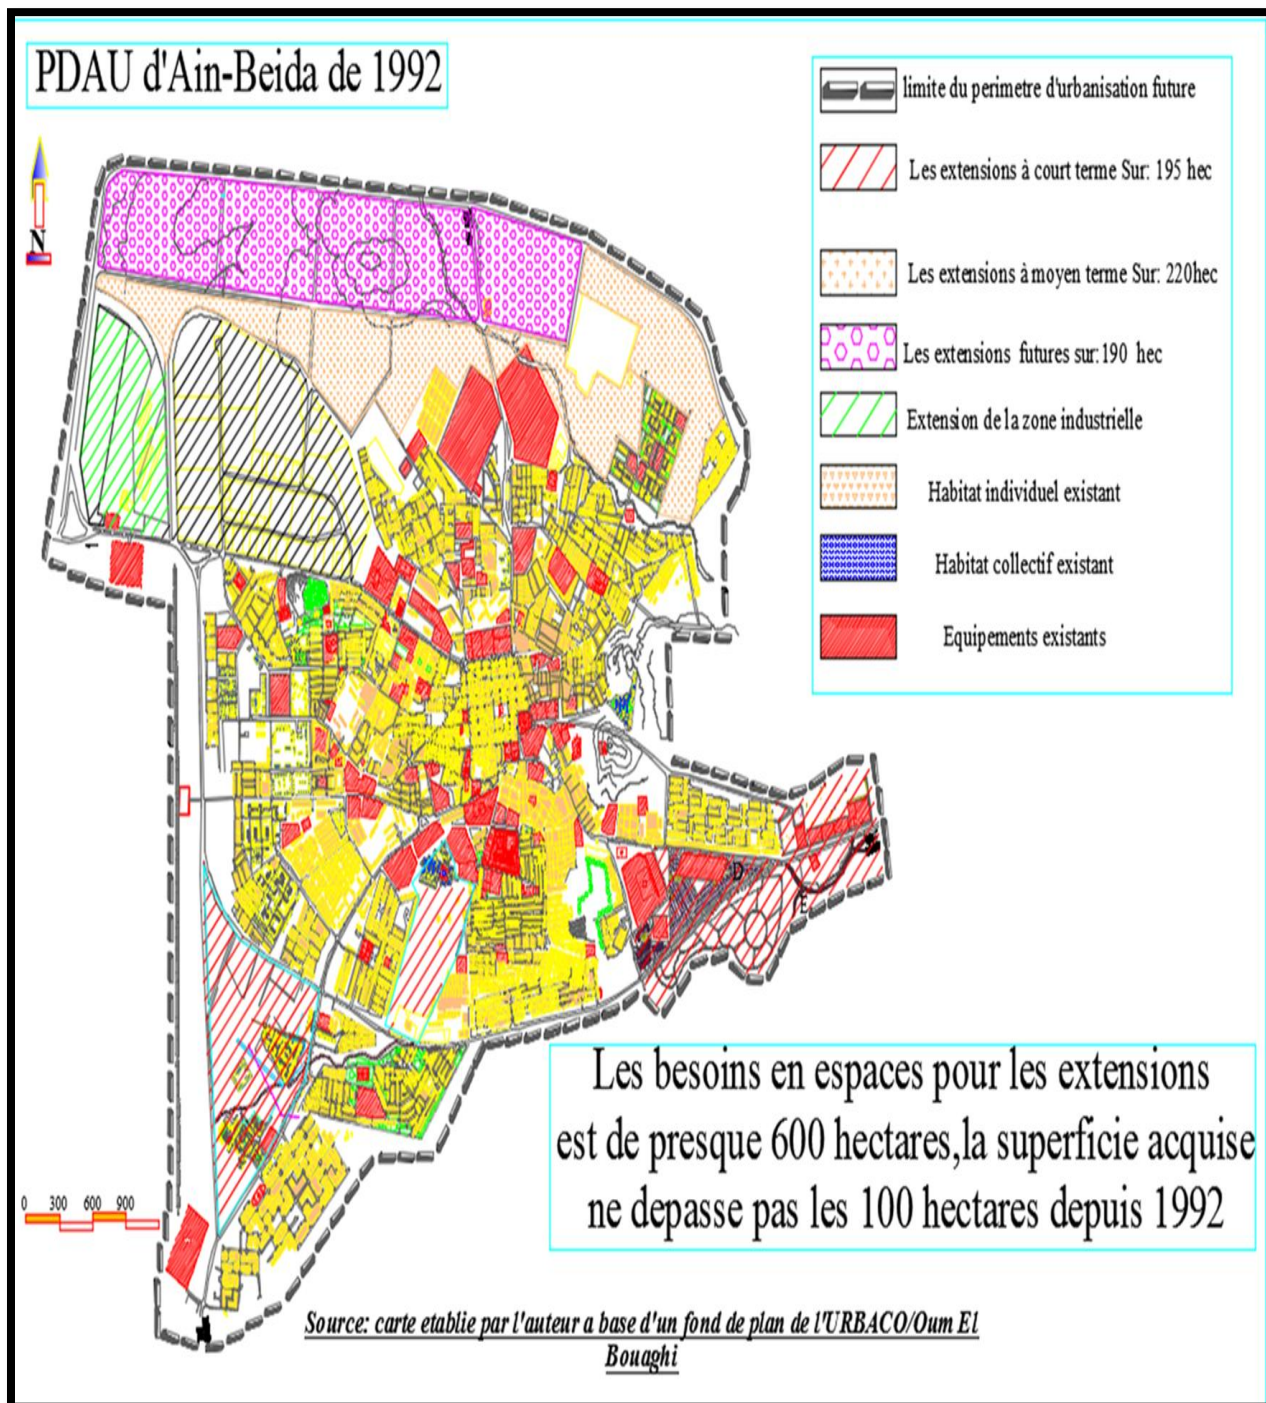 PDAU d'Ain-Beida de 1992
N
limite du perimetre d'urbanisation future
Les extensions à court terme Sur: 195 hec
Les extensions à moyen terme Sur: 220hec
Les extensions futures sur:190 hec
Extension de la zone industrielle
Habitat individuel existant
Habitat collectif existant
Equipements existants
1
D
E
0 300 600 900
Les besoins en espaces pour les extensions
est de presque 600 hectares,la superficie acquise
ne depasse pas les 100 hectares depuis 1992
Source: carte etablie par l'auteur a base d'un fond de plan de l'URBACO/Oum El
Bouaghi